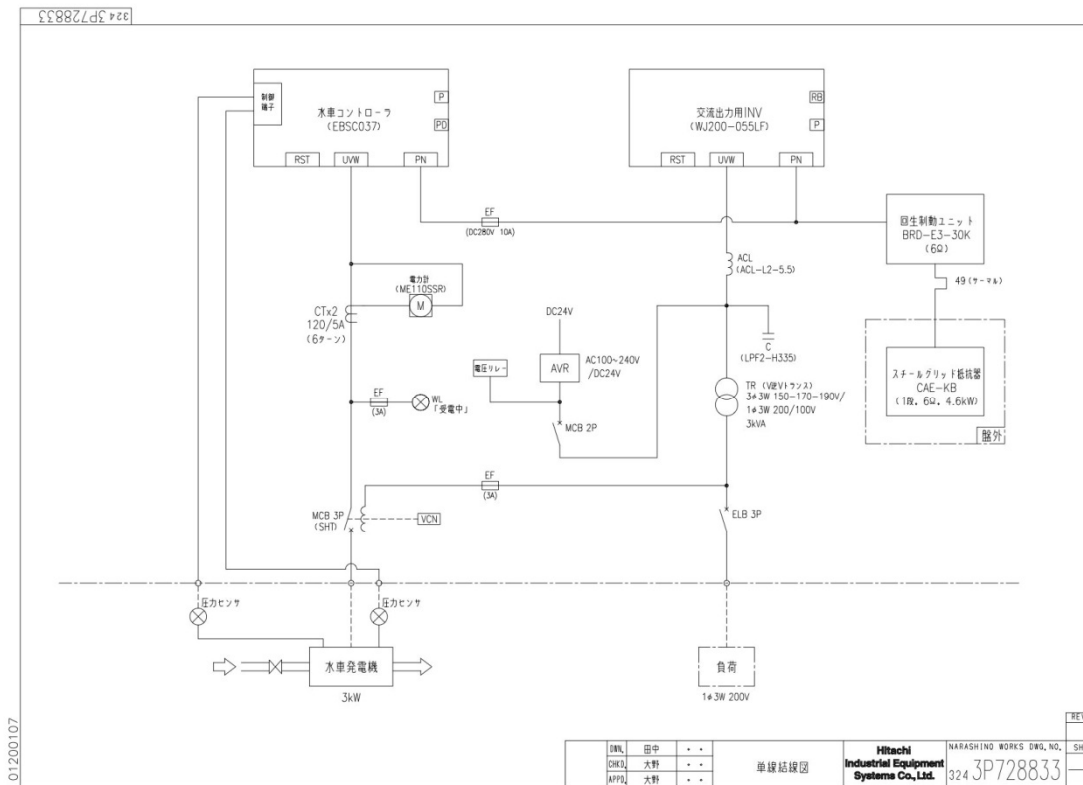 324 3P728833
制御
端子
水車コントローラ
(EBSC037)
P
PD
RST
UVW
PN
交流出力用INV
(WJ200-055LF)
RB
P
RST
UVW
PN
EF
(DC280V 10A)
回生制動ユニット
BRD-E3-30K
(6Ω)
49 (サーマル)
スチールグリッド抵抗器
CAE-KB
(1段, 6Ω, 4.6kW)
盤外
ACL
(ACL-L2-5.5)
電力計
(ME110SSR)
M
CTx2
120/5A
(6ターン)
DC24V
AVR
AC100~240V
/DC24V
電圧リレー
C
(LPF2-H335)
TR (V逆Vトランス)
3φ3W 150-170-190V/
1φ3W 200/100V
3kVA
EF
(3A)
WL
「受電中」
MCB 2P
EF
(3A)
MCB 3P
(SHT)
VCN
ELB 3P
圧力センサ
圧力センサ
水車発電機
3kW
負荷
1φ3W 200V
01200107
DWN.
田中
CHKD.
大野
APPD.
大野
単線結線図
Hitachi
Industrial Equipment
Systems Co., Ltd.
NARASHINO WORKS DWG. NO.
324 3P728833
REV
SH